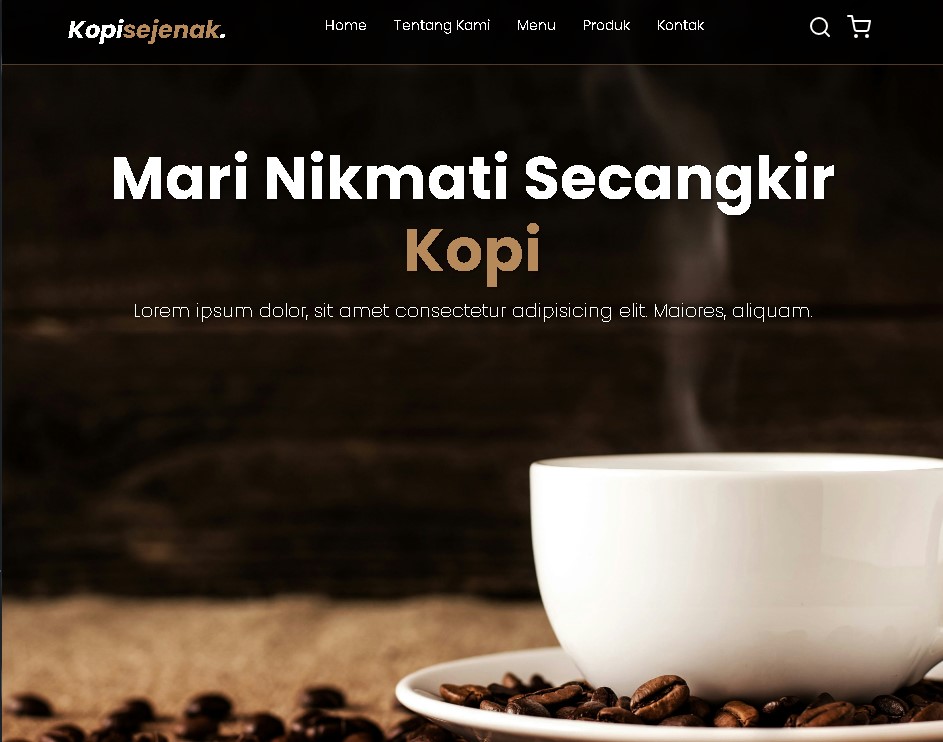 Kopisejenak.
Home Tentang Kami Menu Produk Kontak
Mari Nikmati Secangkir
Kopi
Lorem ipsum dolor, sit amet consectetur adipisicing elit. Maiores, aliquam.